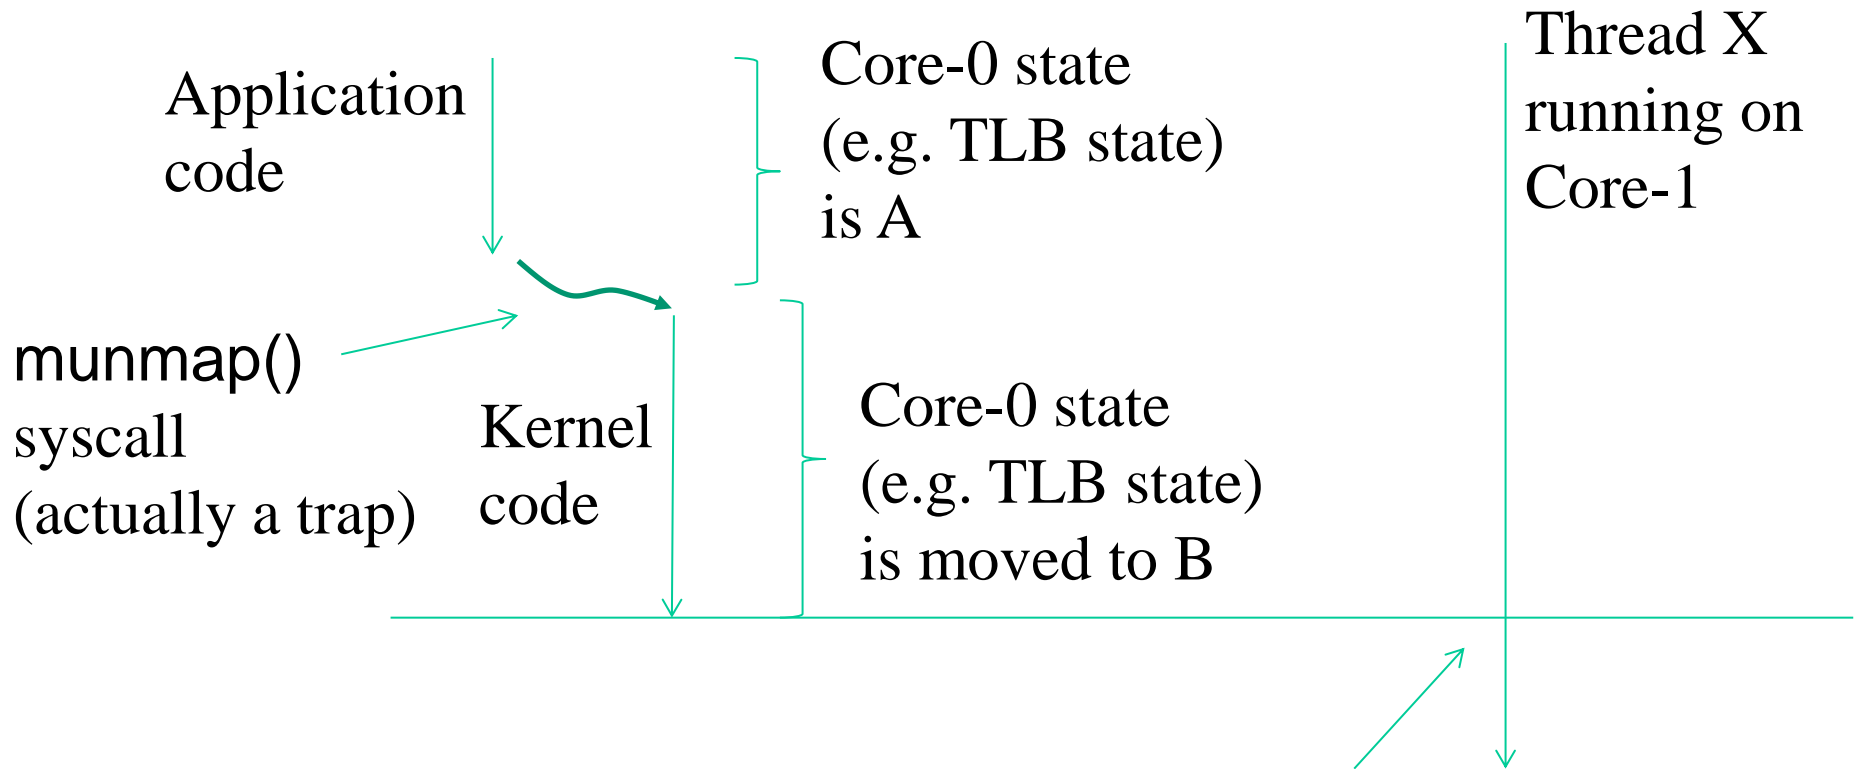 Application
code
Core-0 state
(e.g. TLB state)
is A
Thread X
running on
Core-1
munmap()
syscall
(actually a trap)
Kernel
code
Core-0 state
(e.g. TLB state)
is moved to B